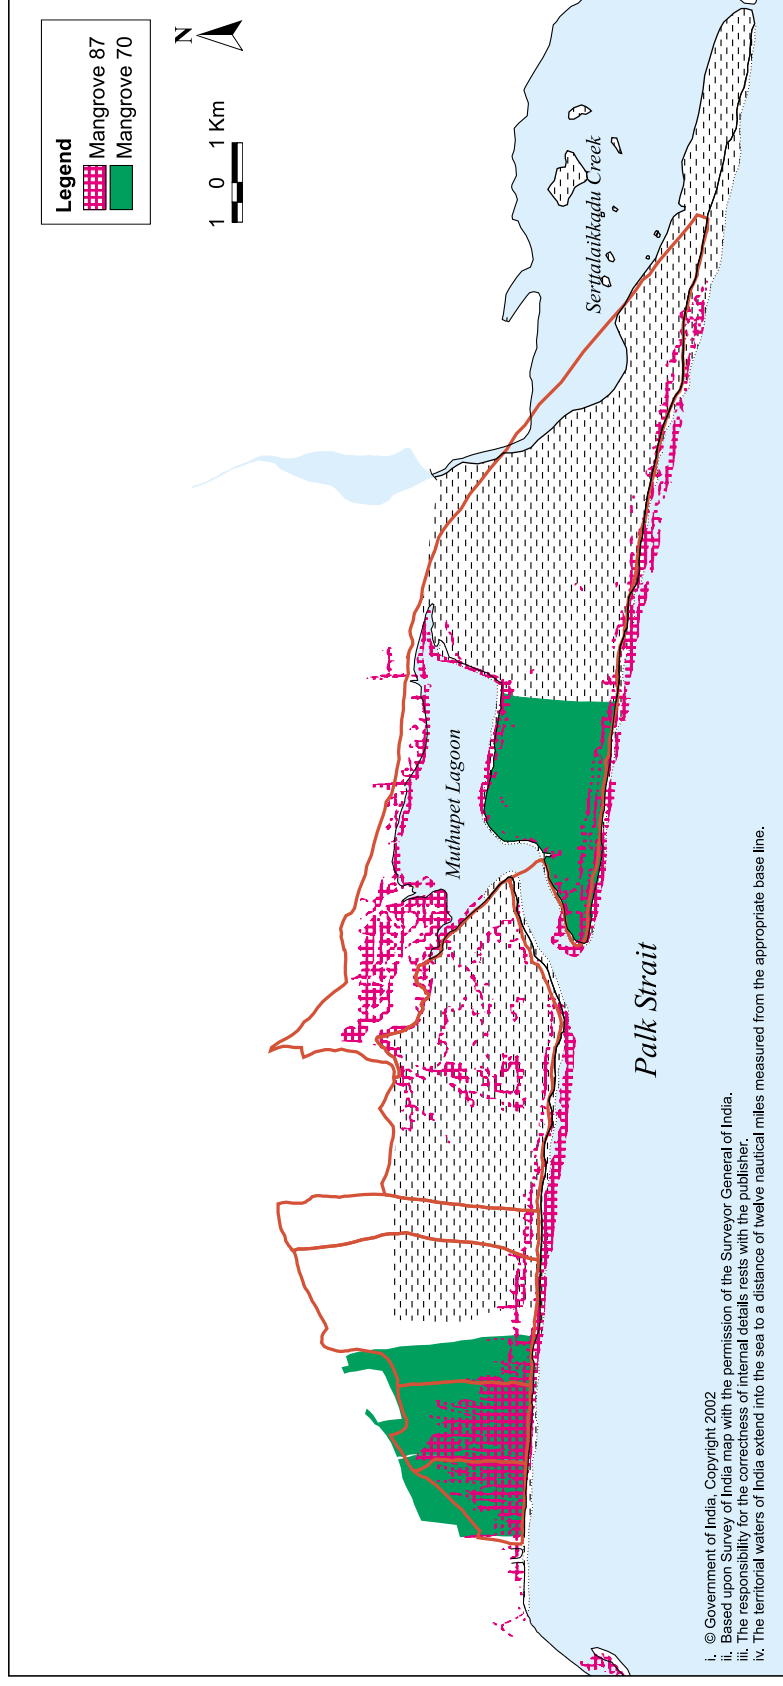 Legend
Mangrove 87
Mangrove 70
N
1 0 1 Km
Serttalaikkadu Creek
Muthupet Lagoon
Palk Strait
i. © Government of India, Copyright 2002
ii. Based upon Survey of India map with the permission of the Surveyor General of India.
iii. The responsibility for the correctness of internal details rests with the publisher.
iv. The territorial waters of India extend into the sea to a distance of twelve nautical miles measured from the appropriate base line.